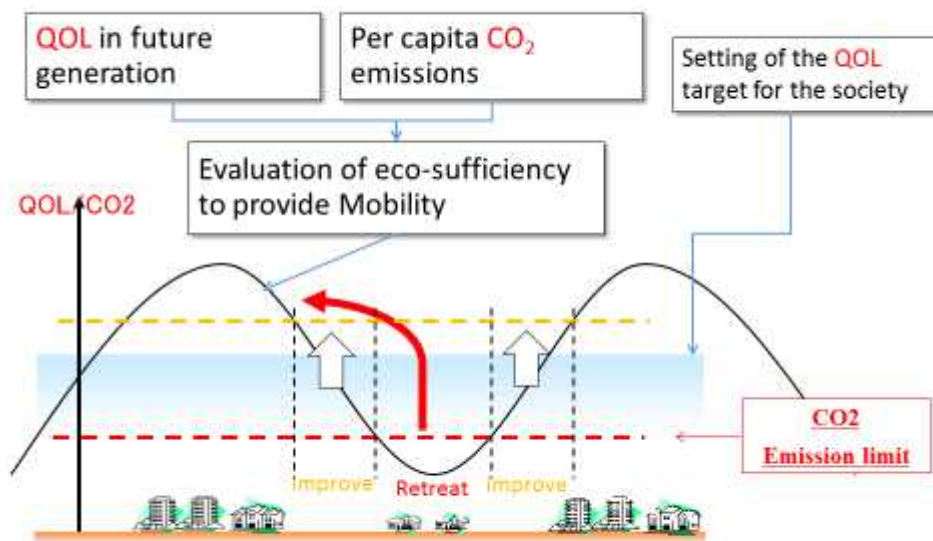 QOL in future
generation
Per capita CO₂
emissions
Setting of the QOL
target for the society
Evaluation of eco-sufficiency
to provide Mobility
QOL/CO2
CO2
Emission limit
improve
Retreat
improve